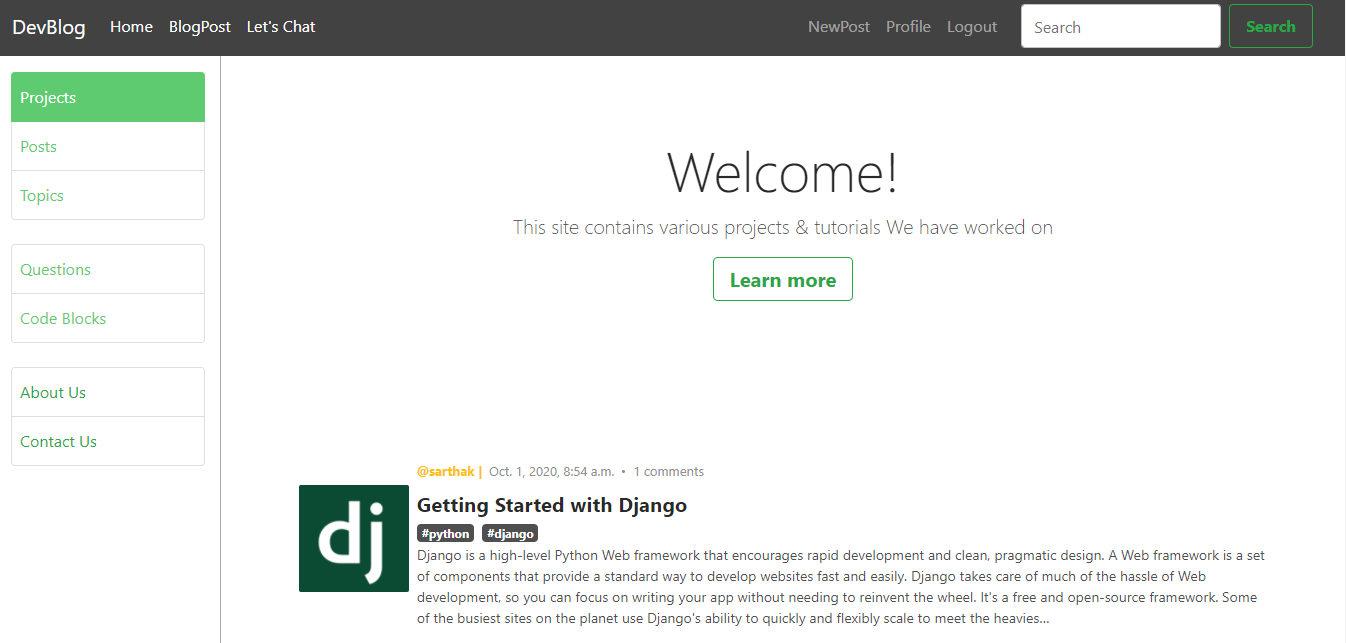 DevBlog Home BlogPost Let's Chat NewPost Profile Logout Search Search
Projects
Posts
Topics
Questions
Code Blocks
About Us
Contact Us
Welcome!
This site contains various projects & tutorials We have worked on
Learn more
@sarthak | Oct. 1, 2020, 8:54 a.m. • 1 comments
dj
Getting Started with Django
#python #django
Django is a high-level Python Web framework that encourages rapid development and clean, pragmatic design. A Web framework is a set
of components that provide a standard way to develop websites fast and easily. Django takes care of much of the hassle of Web
development, so you can focus on writing your app without needing to reinvent the wheel. It's a free and open-source framework. Some
of the busiest sites on the planet use Django's ability to quickly and flexibly scale to meet the heavies...